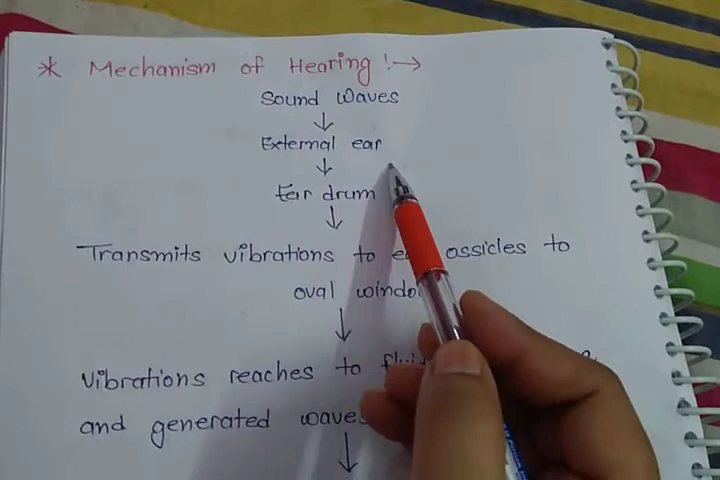 * Mechanism of Hearing !→
Sound Waves
↓
External ear
↓
Ear drum
↓
Transmits vibrations to ossicles to
oval
↓
vibrations reaches to
and generated waves
↓